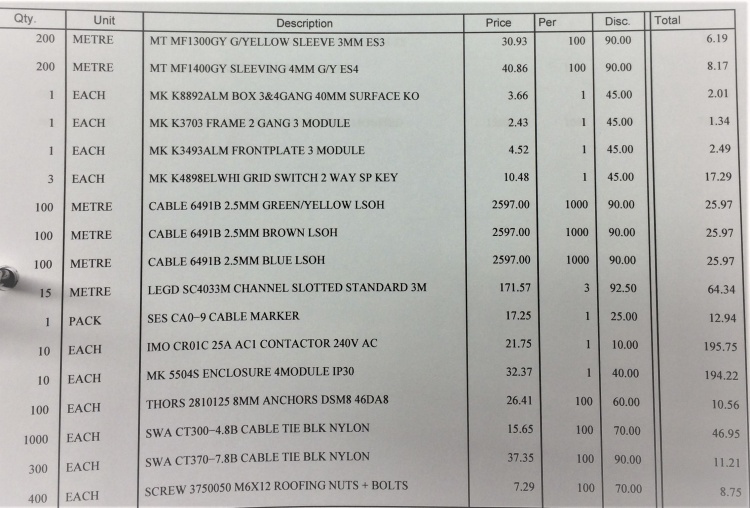 Qty. Unit Description Price Per Disc. Total
200 METRE MT MF1300GY G/YELLOW SLEEVE 3MM ES3 30.93 100 90.00 6.19
200 METRE MT MF1400GY SLEEVING 4MM G/Y ES4 40.86 100 90.00 8.17
1 EACH MK K8892ALM BOX 3&4GANG 40MM SURFACE KO 3.66 1 45.00 2.01
1 EACH MK K3703 FRAME 2 GANG 3 MODULE 2.43 1 45.00 1.34
1 EACH MK K3493ALM FRONTPLATE 3 MODULE 4.52 1 45.00 2.49
3 EACH MK K4898ELWHI GRID SWITCH 2 WAY SP KEY 10.48 1 45.00 17.29
100 METRE CABLE 6491B 2.5MM GREEN/YELLOW LSOH 2597.00 1000 90.00 25.97
100 METRE CABLE 6491B 2.5MM BROWN LSOH 2597.00 1000 90.00 25.97
100 METRE CABLE 6491B 2.5MM BLUE LSOH 2597.00 1000 90.00 25.97
15 METRE LEGD SC4033M CHANNEL SLOTTED STANDARD 3M 171.57 3 92.50 64.34
1 PACK SES CA0-9 CABLE MARKER 17.25 1 25.00 12.94
10 EACH IMO CR01C 25A AC1 CONTACTOR 240V AC 21.75 1 10.00 195.75
10 EACH MK 5504S ENCLOSURE 4MODULE IP30 32.37 1 40.00 194.22
100 EACH THORS 2810125 8MM ANCHORS DSM8 46DA8 26.41 100 60.00 10.56
1000 EACH SWA CT300-4.8B CABLE TIE BLK NYLON 15.65 100 70.00 46.95
300 EACH SWA CT370-7.8B CABLE TIE BLK NYLON 37.35 100 90.00 11.21
400 EACH SCREW 3750050 M6X12 ROOFING NUTS + BOLTS 7.29 100 70.00 8.75